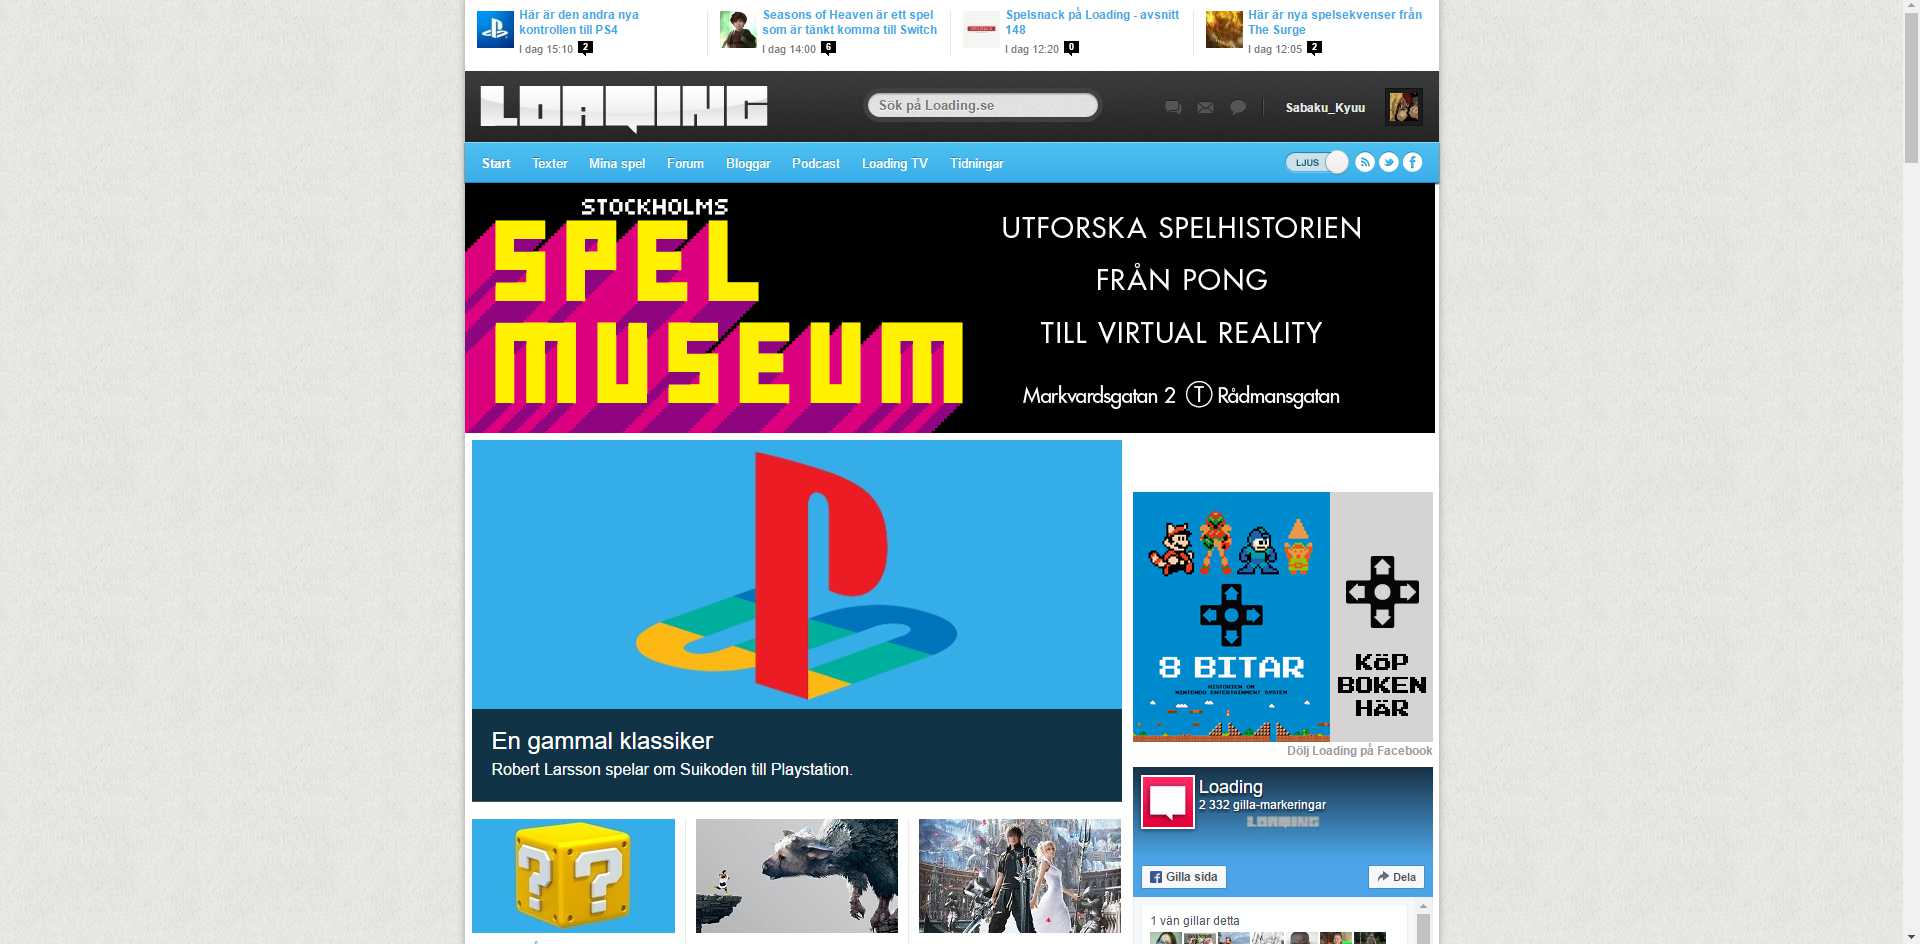 Här är den andra nya
kontrollen till PS4
I dag 15:10 2
Seasons of Heaven är ett spel
som är tänkt komma till Switch
I dag 14:00 6
Spelsnack på Loading - avsnitt
148
I dag 12:20 0
Här är nya spelsekvenser från
The Surge
I dag 12:05 2
LOADING
Sök på Loading.se
Sabaku_Kyuu
Start Texter Mina spel Forum Bloggar Podcast Loading TV Tidningar
LJUS
STOCKHOLMS
SPEL
MUSEUM
UTFORSKA SPELHISTORIEN
FRÅN PONG
TILL VIRTUAL REALITY
Markvardsgatan 2 T Rådmansgatan
En gammal klassiker
Robert Larsson spelar om Suikoden till Playstation.
8 BITAR
HISTORIEN OM
NINTENDO ENTERTAINMENT SYSTEM
KÖP
BOKEN
HÄR
Dölj Loading på Facebook
Loading
2 332 gilla-markeringar
LOADING
Gilla sida
Dela
1 vän gillar detta